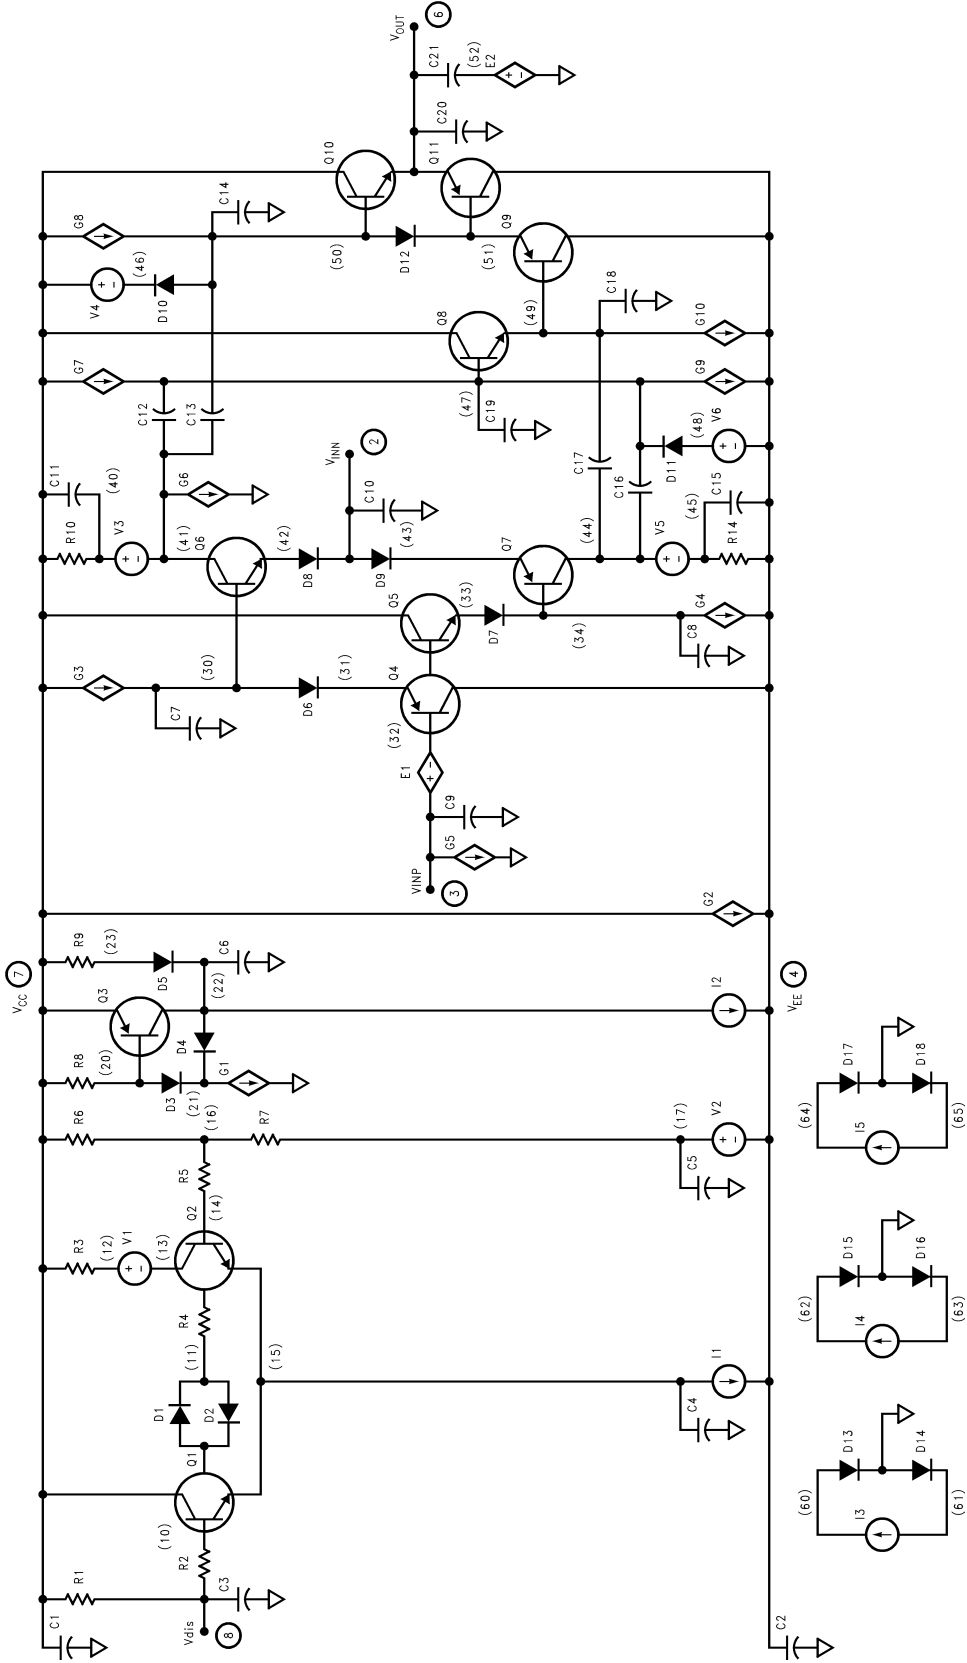 C1
R1
Vdis
8
C3
R2
(10)
Q1
D1
D2
(11)
R4
R3
(12)
V1
+
-
(13)
Q2
(14)
R5
(15)
C4
I1
R6
(16)
R7
(17)
C5
V2
+
-
VCC
7
R8
(20)
D3
(21)
G1
D4
Q3
(22)
R9
(23)
D5
C6
I2
VEE
4
G2
VINP
3
G5
C9
E1
+
-
(32)
Q4
C7
G3
(30)
D6
(31)
Q5
(33)
D7
(34)
C8
G4
R10
C11
(40)
V3
+
-
(41)
Q6
G6
(42)
D8
VINN
2
C10
D9
(43)
Q7
(44)
C17
C16
(45)
V5
+
-
C15
R14
C12
C13
G7
V4
+
-
(46)
D10
G8
C14
(47)
C19
Q8
(49)
C18
D11
(48)
V6
+
-
G9
G10
(50)
D12
(51)
Q9
Q10
Q11
C20
C21
(52)
E2
+
-
VOUT
6
C2
(60)
I3
D13
D14
(61)
(62)
I4
D15
D16
(63)
(64)
I5
D17
D18
(65)